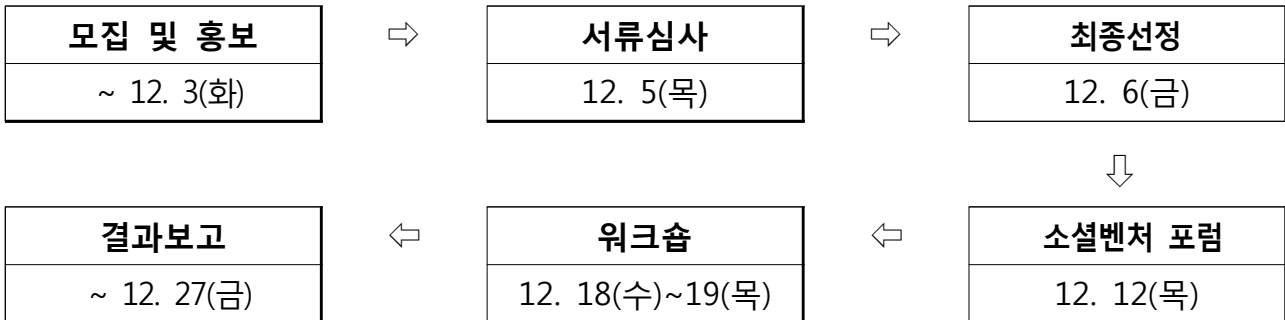 모집 및 홍보 ⇨ 서류심사 ⇨ 최종선정
~ 12. 3(화) 12. 5(목) 12. 6(금)
⇩
결과보고 ⇦ 워크숍 ⇦ 소셜벤처 포럼
~ 12. 27(금) 12. 18(수)~19(목) 12. 12(목)